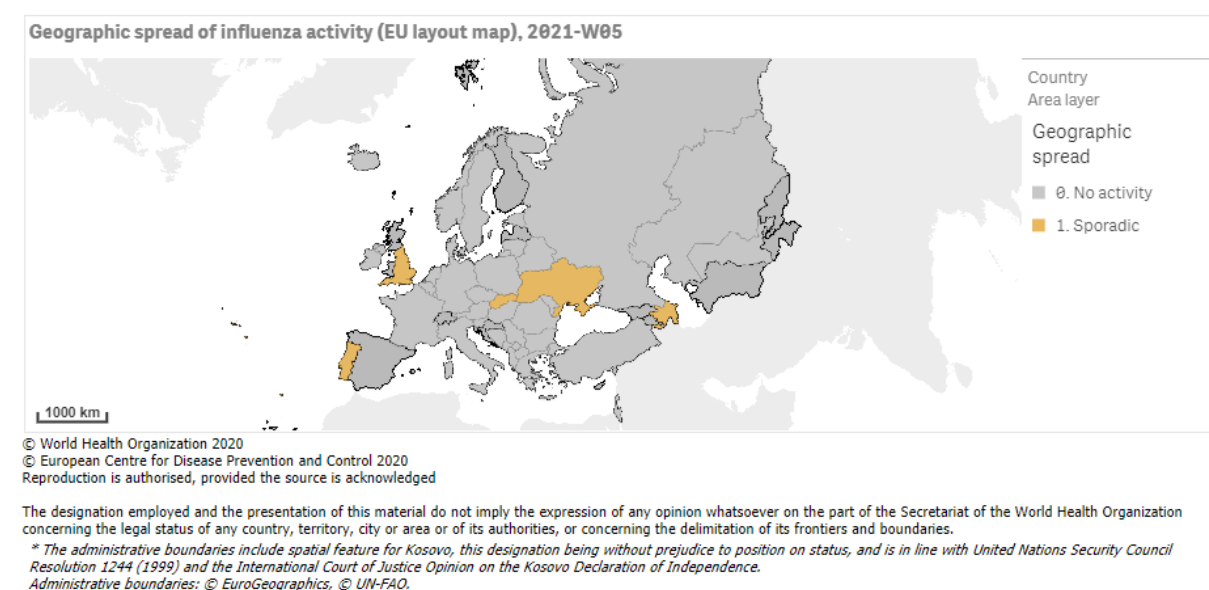 Geographic spread of influenza activity (EU layout map), 2021-W05
Country
Area layer
Geographic
spread
0. No activity
1. Sporadic
1000 km
© World Health Organization 2020
© European Centre for Disease Prevention and Control 2020
Reproduction is authorised, provided the source is acknowledged
The designation employed and the presentation of this material do not imply the expression of any opinion whatsoever on the part of the Secretariat of the World Health Organization
concerning the legal status of any country, territory, city or area or of its authorities, or concerning the delimitation of its frontiers and boundaries.
* The administrative boundaries include spatial feature for Kosovo, this designation being without prejudice to position on status, and is in line with United Nations Security Council
Resolution 1244 (1999) and the International Court of Justice Opinion on the Kosovo Declaration of Independence.
Administrative boundaries: © EuroGeographics, © UN-FAO.